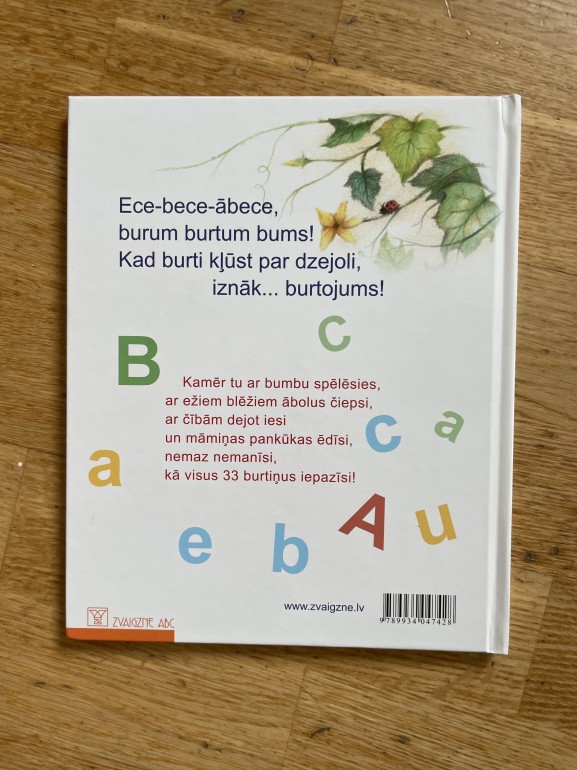 Ece-bece-ābece,
burum burtum bums!
Kad burti kļūst par dzejoli,
iznāk... burtojums!
B
c
Kamēr tu ar bumbu spēlēsies,
ar ežiem blēžiem ābolus čiepsi,
ar čībām dejot iesi
un māmiņas pankūkas ēdīsi,
nemaz nemanīsi,
kā visus 33 burtiņus iepazīsi!
c
a
a
A
u
e
b
www.zvaigzne.lv
9789934047428
ZVAIGZNE ABC